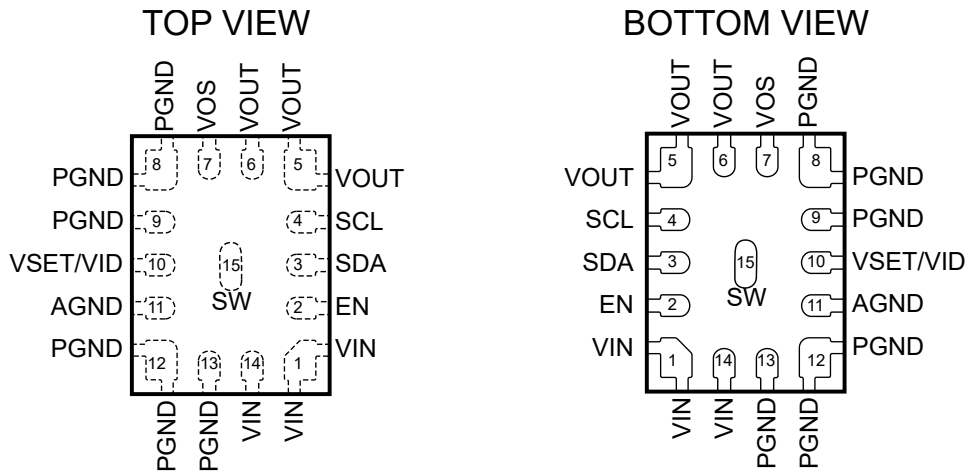 TOP VIEW
PGND
VOS
VOUT
VOUT
PGND
8
7
6
5
VOUT
PGND
9
4
SCL
VSET/VID
10
15
3
SDA
SW
AGND
11
2
EN
PGND
12
13
14
1
VIN
PGND
PGND
VIN
VIN
BOTTOM VIEW
VOUT
VOUT
VOS
PGND
VOUT
5
6
7
8
PGND
SCL
4
9
PGND
SDA
3
15
10
VSET/VID
SW
EN
2
11
AGND
VIN
1
14
13
12
PGND
VIN
VIN
PGND
PGND